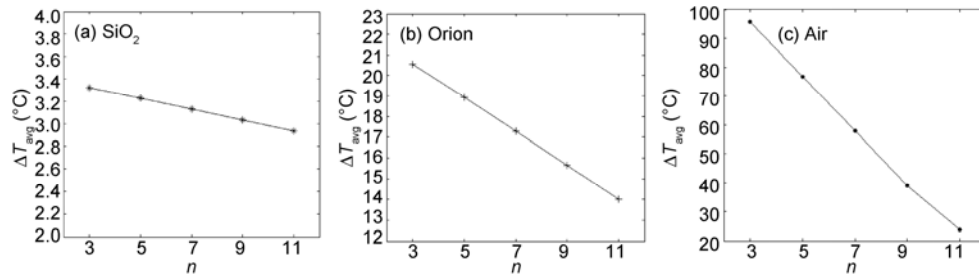 4.0
3.8
3.6
3.4
3.2
3.0
2.8
2.6
2.4
2.2
2.0
ΔTavg (°C)
(a) SiO2
3 5 7 9 11
n
23
22
21
20
19
18
17
16
15
14
13
12
ΔTavg (°C)
(b) Orion
3 5 7 9 11
n
100
90
80
70
60
50
40
30
20
ΔTavg (°C)
(c) Air
3 5 7 9 11
n